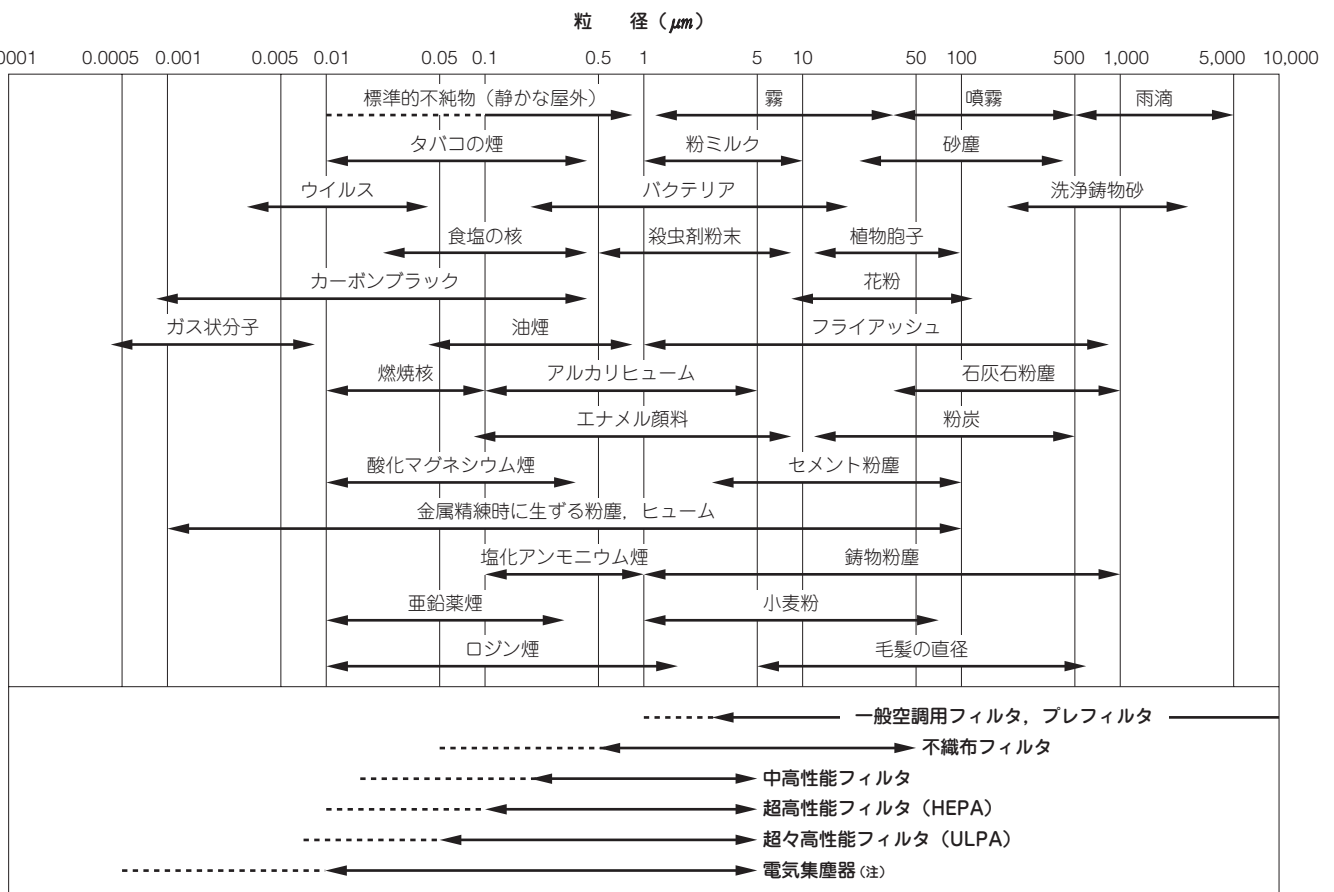 粒　径（μm）
0001 0.0005 0.001 0.005 0.01 0.05 0.1 0.5 1 5 10 50 100 500 1,000 5,000 10,000
標準的不純物（静かな屋外） 霧 噴霧 雨滴
タバコの煙 粉ミルク 砂塵
ウイルス バクテリア 洗浄鋳物砂
食塩の核 殺虫剤粉末 植物胞子
カーボンブラック 花粉
ガス状分子 油煙 フライアッシュ
燃焼核 アルカリヒューム 石灰石粉塵
エナメル顔料 粉炭
酸化マグネシウム煙 セメント粉塵
金属精練時に生ずる粉塵，ヒューム
塩化アンモニウム煙 鋳物粉塵
亜鉛薬煙 小麦粉
ロジン煙 毛髪の直径
一般空調用フィルタ，プレフィルタ
不織布フィルタ
中高性能フィルタ
超高性能フィルタ（HEPA）
超々高性能フィルタ（ULPA）
電気集塵器(注)